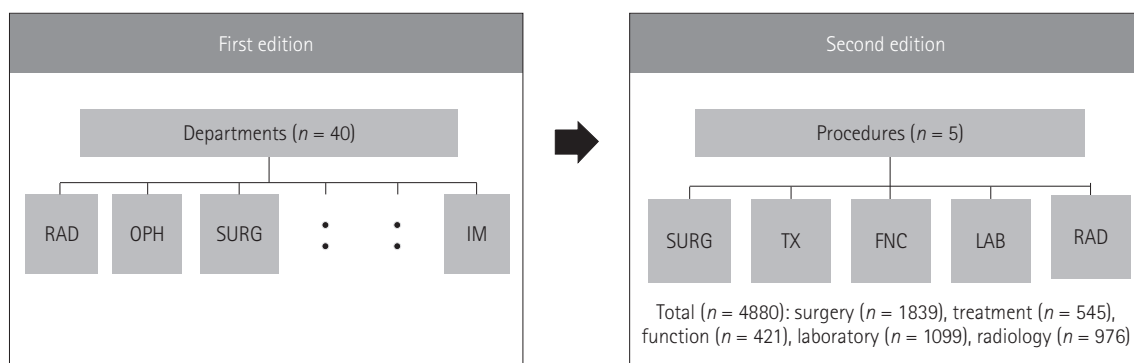 First edition
Departments (n = 40)
RAD
OPH
SURG
:
:
IM
Second edition
Procedures (n = 5)
SURG
TX
FNC
LAB
RAD
Total (n = 4880): surgery (n = 1839), treatment (n = 545),
function (n = 421), laboratory (n = 1099), radiology (n = 976)